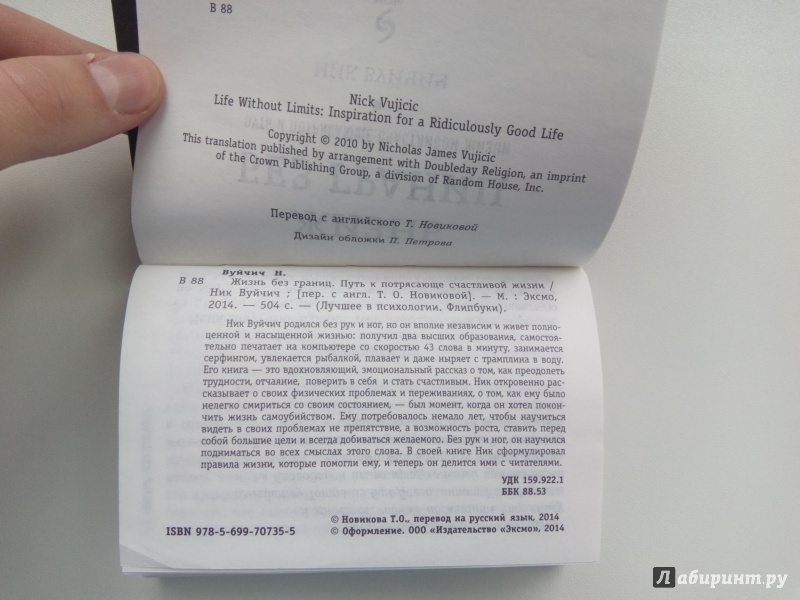 В 88
Nick Vujicic
Life Without Limits: Inspiration for a Ridiculously Good Life
Copyright © 2010 by Nicholas James Vujicic
This translation published by arrangement with Doubleday Religion, an imprint
of the Crown Publishing Group, a division of Random House, Inc.
Перевод с английского Т. Новиковой
Дизайн обложки П. Петрова
Вуйчич Н.
В 88 Жизнь без границ. Путь к потрясающе счастливой жизни /
Ник Вуйчич ; [пер. с англ. Т. О. Новиковой]. — М. : Эксмо,
2014. — 504 с. — (Лучшее в психологии. Флипбуки).
Ник Вуйчич родился без рук и ног, но он вполне независим и живет полно-
ценной и насыщенной жизнью: получил два высших образования, самостоя-
тельно печатает на компьютере со скоростью 43 слова в минуту, занимается
серфингом, увлекается рыбалкой, плавает и даже ныряет с трамплина в воду.
Его книга — это вдохновляющий, эмоциональный рассказ о том, как преодолеть
трудности, отчаяние, поверить в себя и стать счастливым. Ник откровенно рас-
сказывает о своих физических проблемах и переживаниях, о том, как ему было
нелегко смириться со своим состоянием, — был момент, когда он хотел покон-
чить жизнь самоубийством. Ему потребовалось немало лет, чтобы научиться
видеть в своих проблемах не препятствие, а возможность роста, ставить перед
собой большие цели и всегда добиваться желаемого. Без рук и ног, он научился
подниматься во всех смыслах этого слова. В своей книге Ник сформулировал
правила жизни, которые помогли ему, и теперь он делится ими с читателями.
УДК 159.922.1
ББК 88.53
© Новикова Т.О., перевод на русский язык, 2014
ISBN 978-5-699-70735-5 © Оформление. ООО «Издательство «Эксмо», 2014
Лабиринт.ру